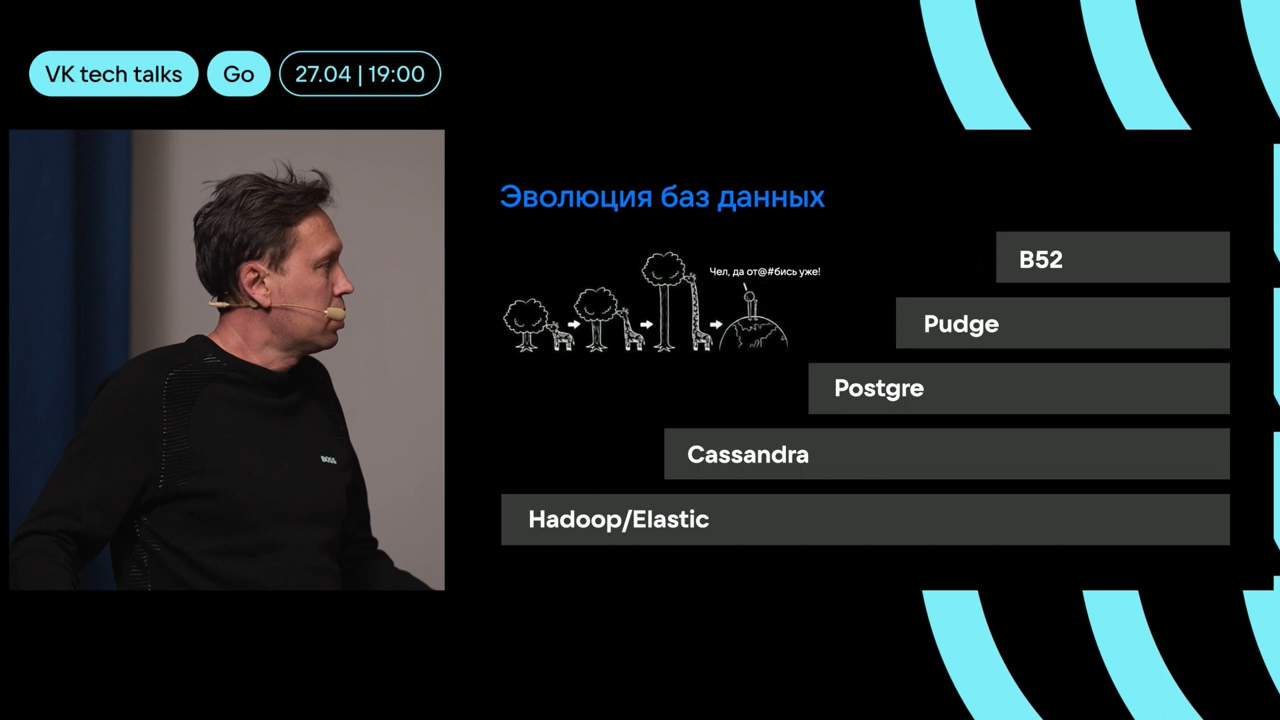 VK tech talks
Go
27.04 | 19:00
Эволюция баз данных
Чел, да от@#бись уже!
B52
Pudge
Postgre
Cassandra
Hadoop/Elastic
BOSS